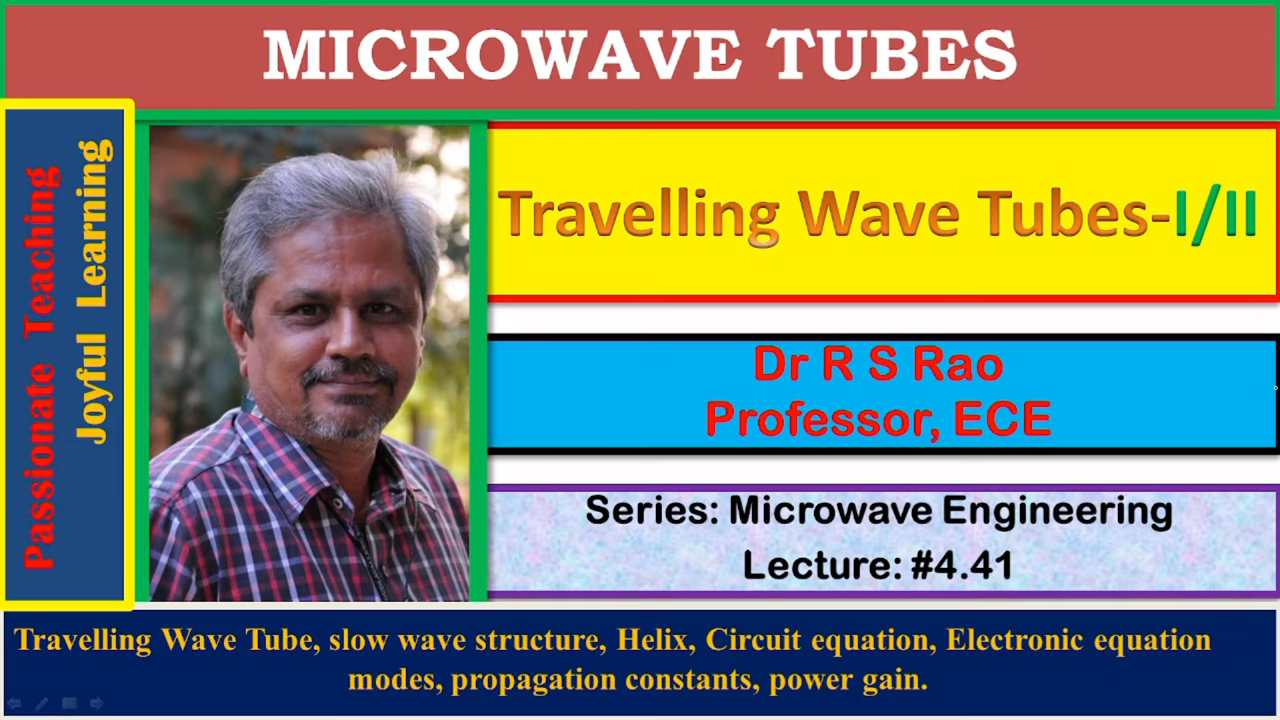 MICROWAVE TUBES
Passionate Teaching
Joyful Learning
Travelling Wave Tubes-I/II
Dr R S Rao
Professor, ECE
Series: Microwave Engineering
Lecture: #4.41
Travelling Wave Tube, slow wave structure, Helix, Circuit equation, Electronic equation
modes, propagation constants, power gain.